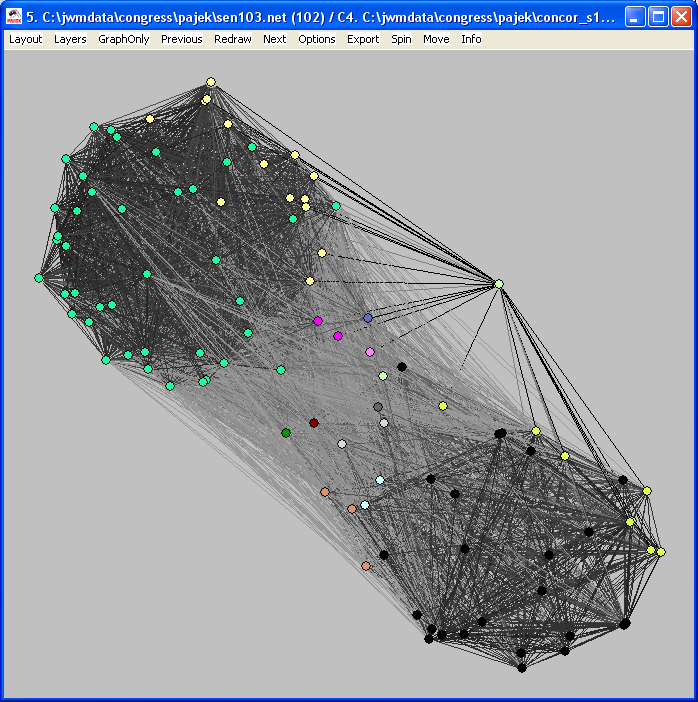 5. C:\jwmdata\congress\pajek\sen103.net (102) / C4. C:\jwmdata\congress\pajek\concor_s1...
Layout Layers GraphOnly Previous Redraw Next Options Export Spin Move Info